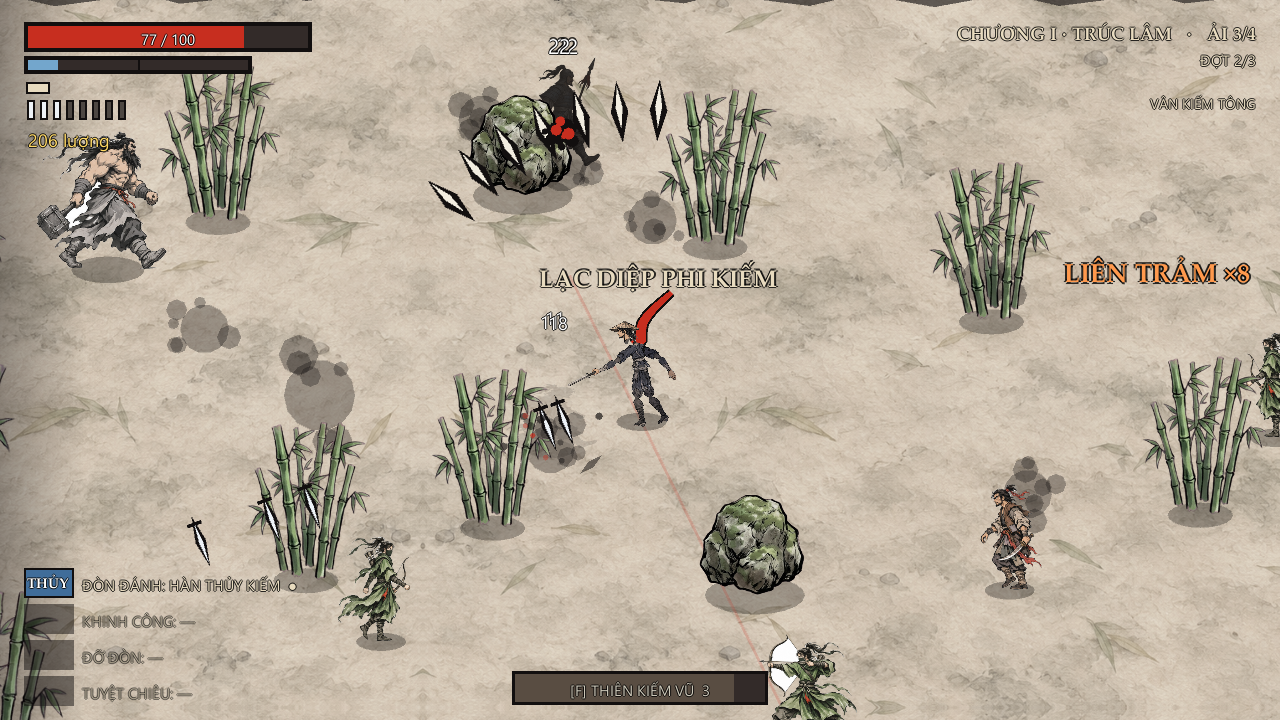 77 / 100
206 lượng
222
CHƯƠNG I · TRÚC LÂM · ẢI 3/4
ĐỢT 2/3
VÂN KIẾM TÔNG
LẠC DIỆP PHI KIẾM
LIÊN TRẢM ×8
118
THỦY ĐÒN ĐÁNH: HÀN THỦY KIẾM
KHINH CÔNG: —
ĐỠ ĐÒN: —
TUYỆT CHIÊU: —
[F] THIÊN KIẾM VŨ 3